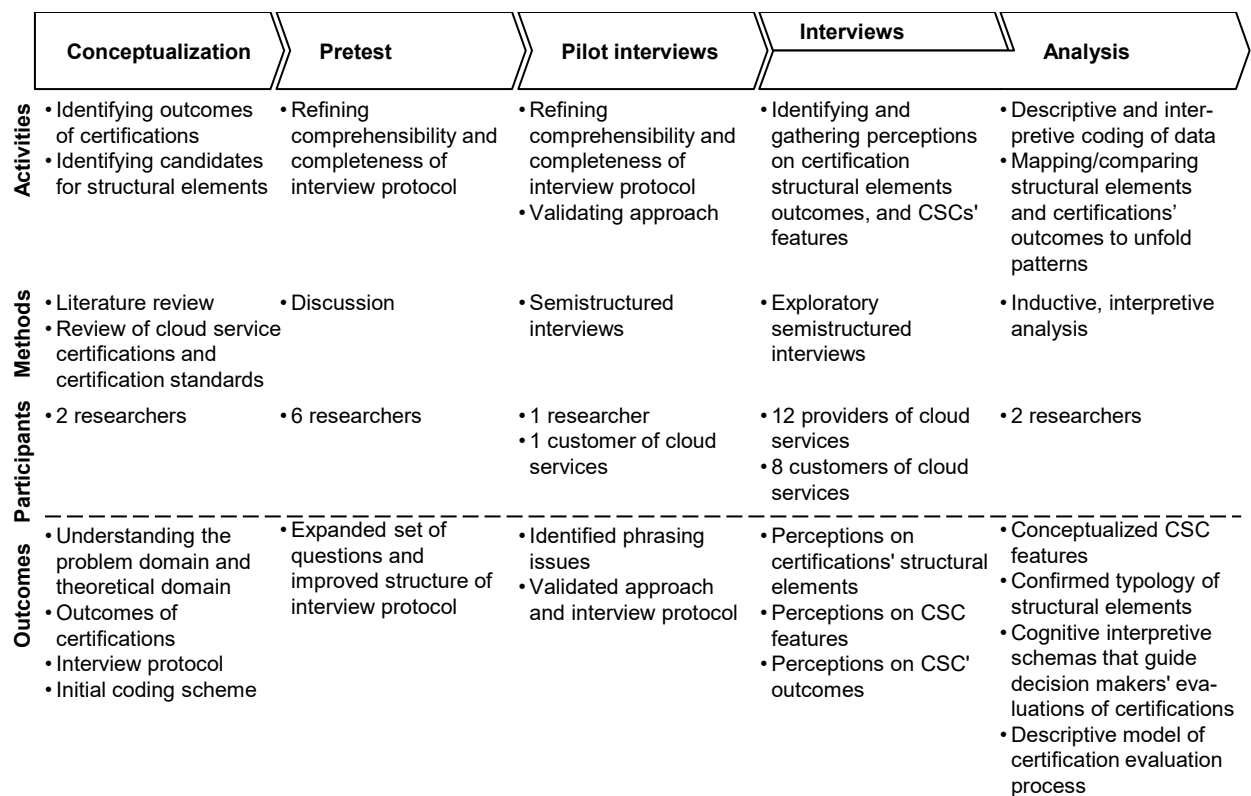 Conceptualization
Pretest
Pilot interviews
Interviews
Analysis
Activities
• Identifying outcomes
of certifications
• Identifying candidates
for structural elements
• Refining
comprehensibility and
completeness of
interview protocol
• Refining
comprehensibility and
completeness of
interview protocol
• Validating approach
• Identifying and
gathering perceptions
on certification
structural elements
outcomes, and CSCs'
features
• Descriptive and inter-
pretive coding of data
• Mapping/comparing
structural elements
and certifications’
outcomes to unfold
patterns
Methods
• Literature review
• Review of cloud service
certifications and
certification standards
• Discussion
• Semistructured
interviews
• Exploratory
semistructured
interviews
• Inductive, interpretive
analysis
Participants
• 2 researchers
• 6 researchers
• 1 researcher
• 1 customer of cloud
services
• 12 providers of cloud
services
• 8 customers of cloud
services
• 2 researchers
Outcomes
• Understanding the
problem domain and
theoretical domain
• Outcomes of
certifications
• Interview protocol
• Initial coding scheme
• Expanded set of
questions and
improved structure of
interview protocol
• Identified phrasing
issues
• Validated approach
and interview protocol
• Perceptions on
certifications' structural
elements
• Perceptions on CSC
features
• Perceptions on CSC'
outcomes
• Conceptualized CSC
features
• Confirmed typology of
structural elements
• Cognitive interpretive
schemas that guide
decision makers' eva-
luations of certifications
• Descriptive model of
certification evaluation
process